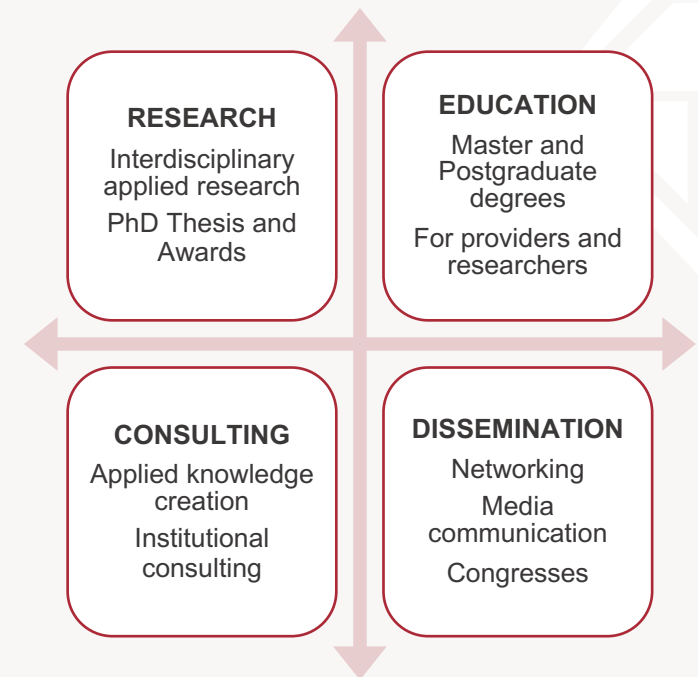 RESEARCH
Interdisciplinary
applied research
PhD Thesis and
Awards
EDUCATION
Master and
Postgraduate
degrees
For providers and
researchers
CONSULTING
Applied knowledge
creation
Institutional
consulting
DISSEMINATION
Networking
Media
communication
Congresses